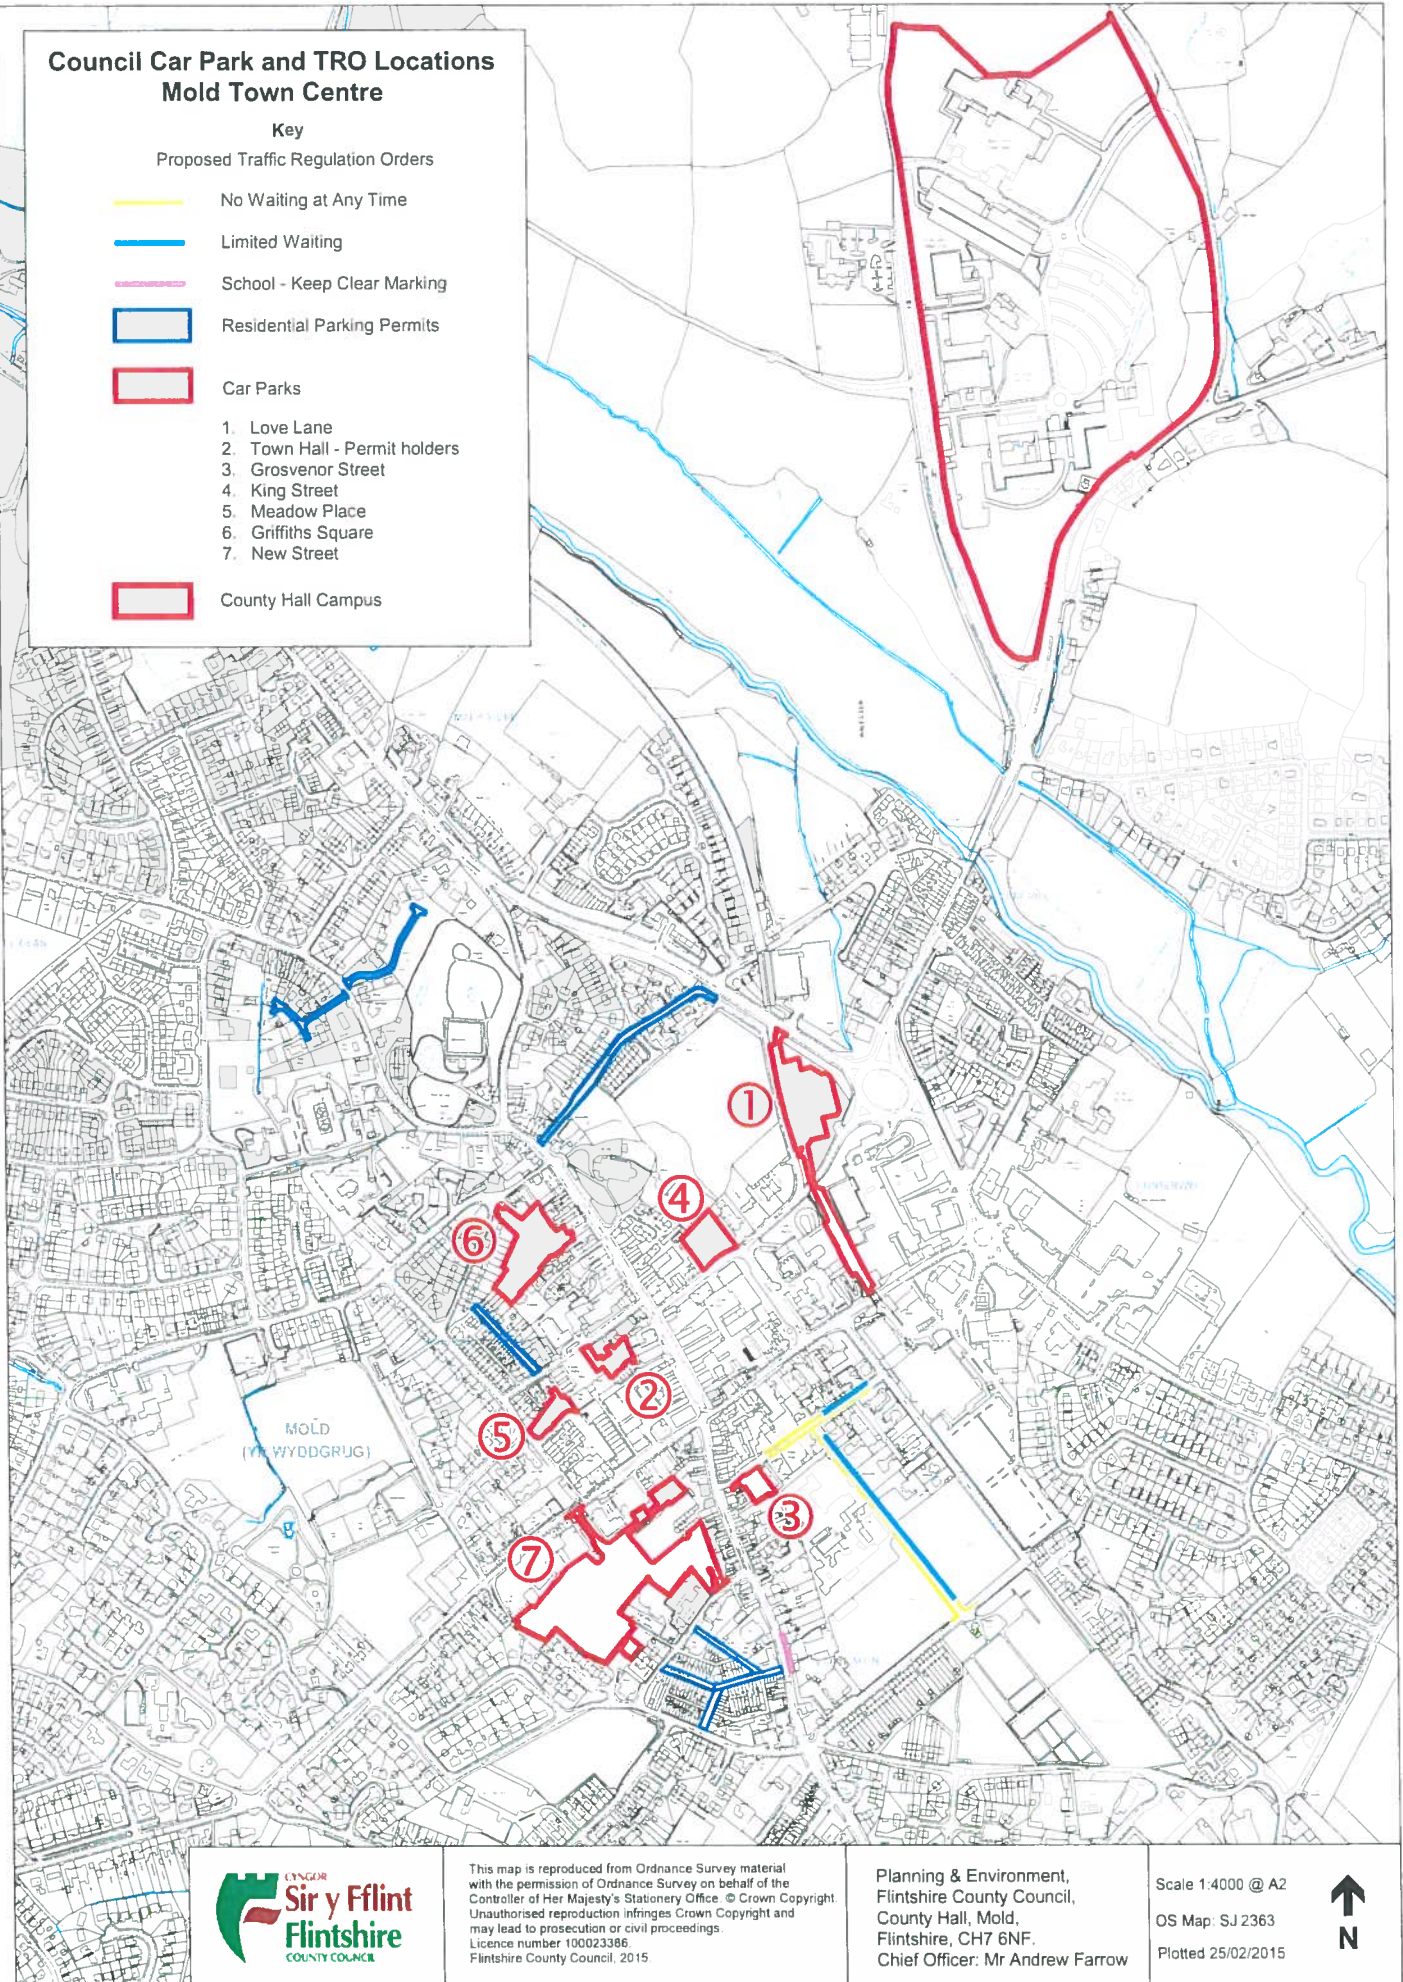 Council Car Park and TRO Locations
Mold Town Centre
Key
Proposed Traffic Regulation Orders
No Waiting at Any Time
Limited Waiting
School - Keep Clear Marking
Residential Parking Permits
Car Parks
1. Love Lane
2. Town Hall - Permit holders
3. Grosvenor Street
4. King Street
5. Meadow Place
6. Griffiths Square
7. New Street
County Hall Campus
1
4
6
2
5
MOLD
(YR WYDDGRUG)
3
7
CYNGOR
Sir y Fflint
Flintshire
COUNTY COUNCIL
This map is reproduced from Ordnance Survey material
with the permission of Ordnance Survey on behalf of the
Controller of Her Majesty's Stationery Office. © Crown Copyright.
Unauthorised reproduction infringes Crown Copyright and
may lead to prosecution or civil proceedings.
Licence number 100023386.
Flintshire County Council, 2015.
Planning & Environment,
Flintshire County Council,
County Hall, Mold,
Flintshire, CH7 6NF.
Chief Officer: Mr Andrew Farrow
Scale 1:4000 @ A2
OS Map: SJ 2363
Plotted 25/02/2015
N